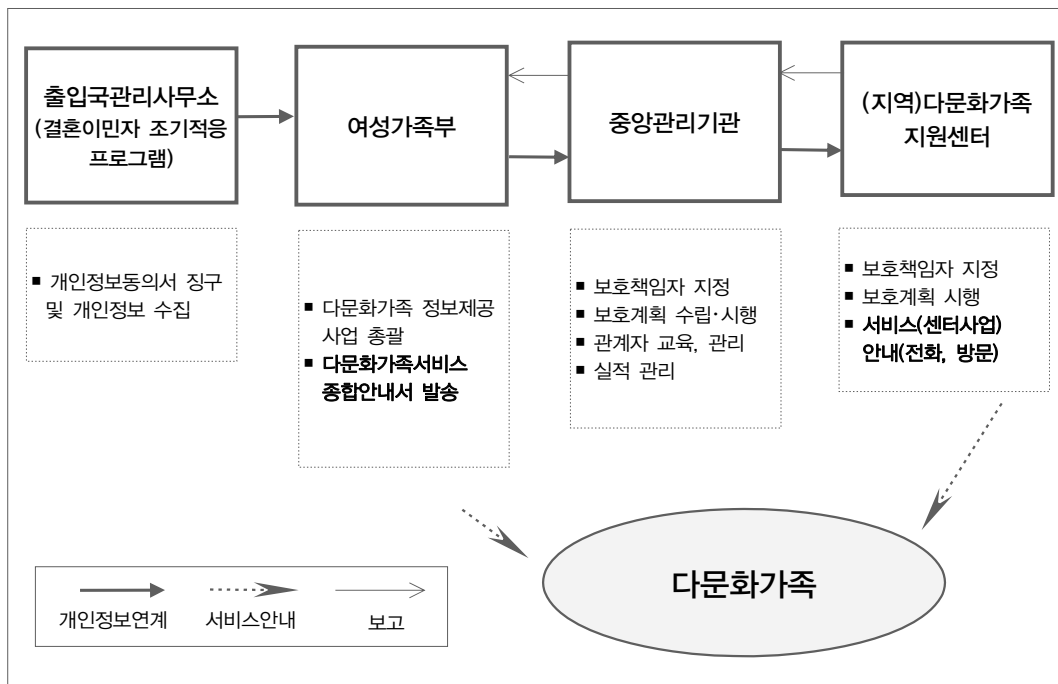 출입국관리사무소
(결혼이민자 조기적응
프로그램)
여성가족부
중앙관리기관
(지역)다문화가족
지원센터
▪ 개인정보동의서 징구
및 개인정보 수집
▪ 다문화가족 정보제공
사업 총괄
▪ 다문화가족서비스
종합안내서 발송
▪ 보호책임자 지정
▪ 보호계획 수립·시행
▪ 관계자 교육, 관리
▪ 실적 관리
▪ 보호책임자 지정
▪ 보호계획 시행
▪ 서비스(센터사업)
안내(전화, 방문)
다문화가족
개인정보연계
서비스안내
보고